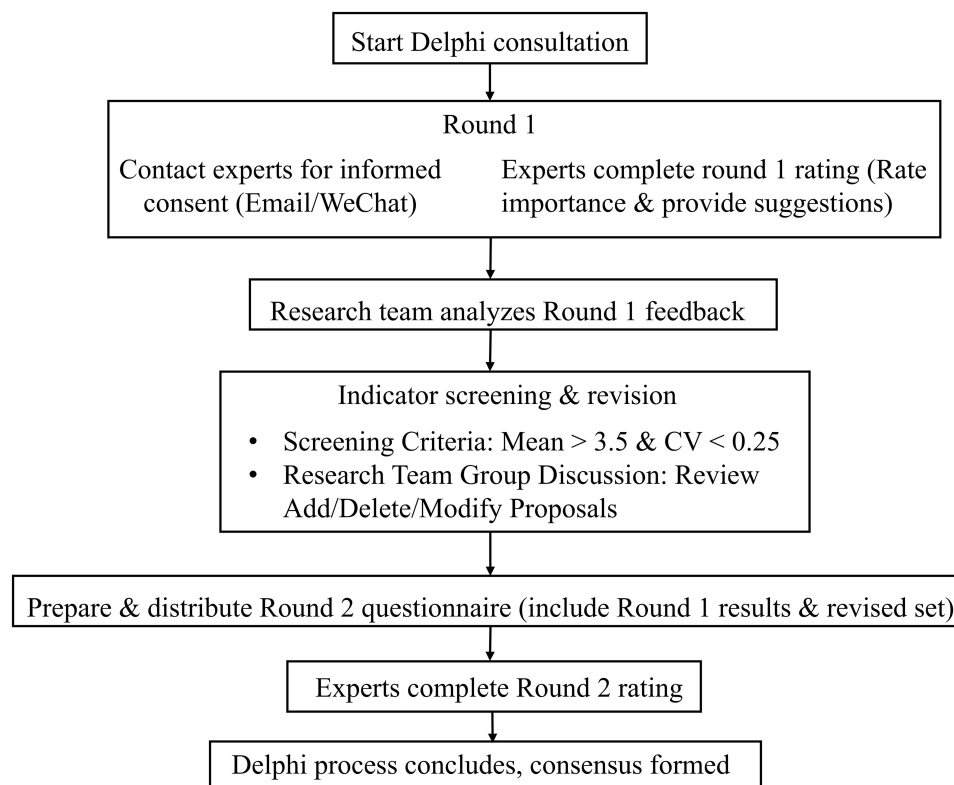 Start Delphi consultation
Round 1
Contact experts for informed
consent (Email/WeChat)
Experts complete round 1 rating (Rate
importance & provide suggestions)
Research team analyzes Round 1 feedback
Indicator screening & revision
• Screening Criteria: Mean > 3.5 & CV < 0.25
• Research Team Group Discussion: Review
Add/Delete/Modify Proposals
Prepare & distribute Round 2 questionnaire (include Round 1 results & revised set)
Experts complete Round 2 rating
Delphi process concludes, consensus formed